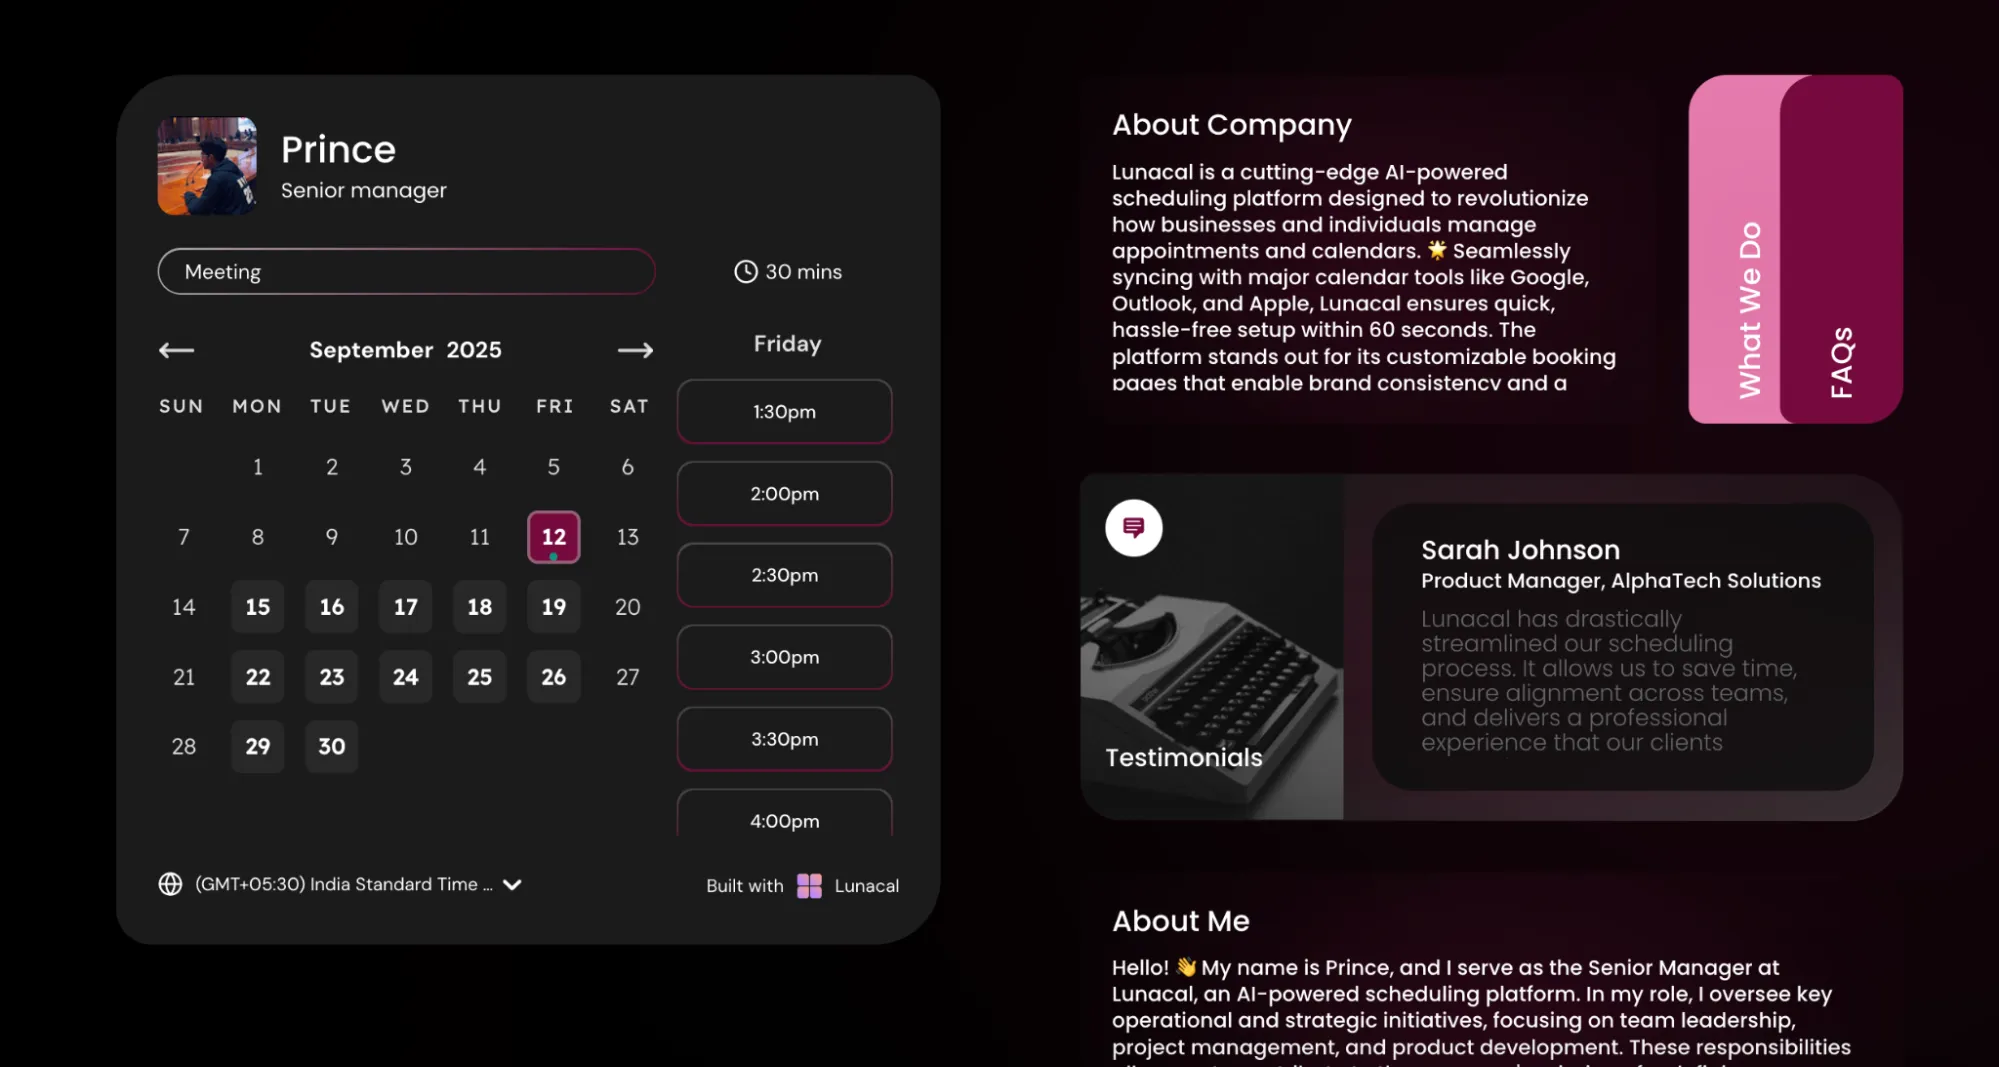 Prince
Senior manager
Meeting
30 mins
September 2025
SUN MON TUE WED THU FRI SAT
1 2 3 4 5 6
7 8 9 10 11 12 13
14 15 16 17 18 19 20
21 22 23 24 25 26 27
28 29 30
Friday
1:30pm
2:00pm
2:30pm
3:00pm
3:30pm
4:00pm
(GMT+05:30) India Standard Time ...
Built with Lunacal
About Company
Lunacal is a cutting-edge AI-powered
scheduling platform designed to revolutionize
how businesses and individuals manage
appointments and calendars. 🌟 Seamlessly
syncing with major calendar tools like Google,
Outlook, and Apple, Lunacal ensures quick,
hassle-free setup within 60 seconds. The
platform stands out for its customizable booking
pages that enable brand consistency and a
What We Do
FAQs
Testimonials
Sarah Johnson
Product Manager, AlphaTech Solutions
Lunacal has drastically
streamlined our scheduling
process. It allows us to save time,
ensure alignment across teams,
and delivers a professional
experience that our clients
About Me
Hello! 👋 My name is Prince, and I serve as the Senior Manager at
Lunacal, an AI-powered scheduling platform. In my role, I oversee key
operational and strategic initiatives, focusing on team leadership,
project management, and product development. These responsibilities